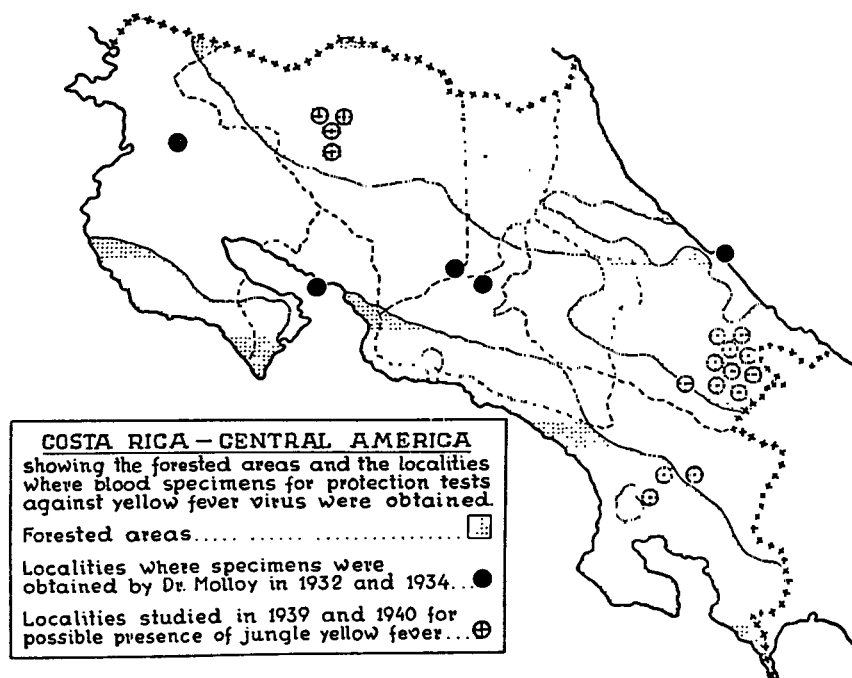 COSTA RICA — CENTRAL AMERICA
showing the forested areas and the localities
where blood specimens for protection tests
against yellow fever virus were obtained.
Forested areas..... ..... ....................
Localities where specimens were
obtained by Dr. Molloy in 1932 and 1934...
Localities studied in 1939 and 1940 for
possible presence of jungle yellow fever...